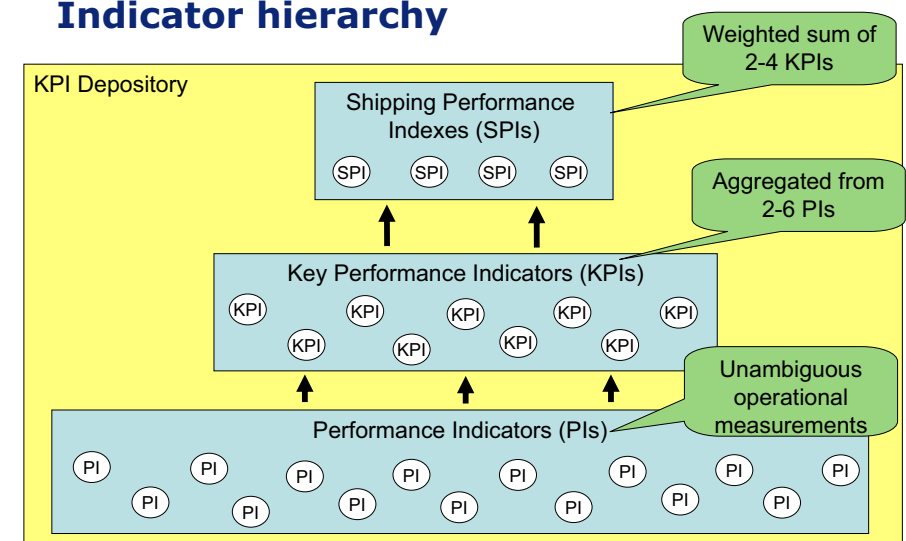 Indicator hierarchy
Weighted sum of
2-4 KPIs
KPI Depository
Shipping Performance
Indexes (SPIs)
SPI SPI SPI SPI
Aggregated from
2-6 PIs
Key Performance Indicators (KPIs)
KPI KPI KPI KPI KPI
KPI KPI KPI KPI
Unambiguous
operational
measurements
Performance Indicators (PIs)
PI PI PI PI PI PI PI PI
PI PI PI PI PI PI PI